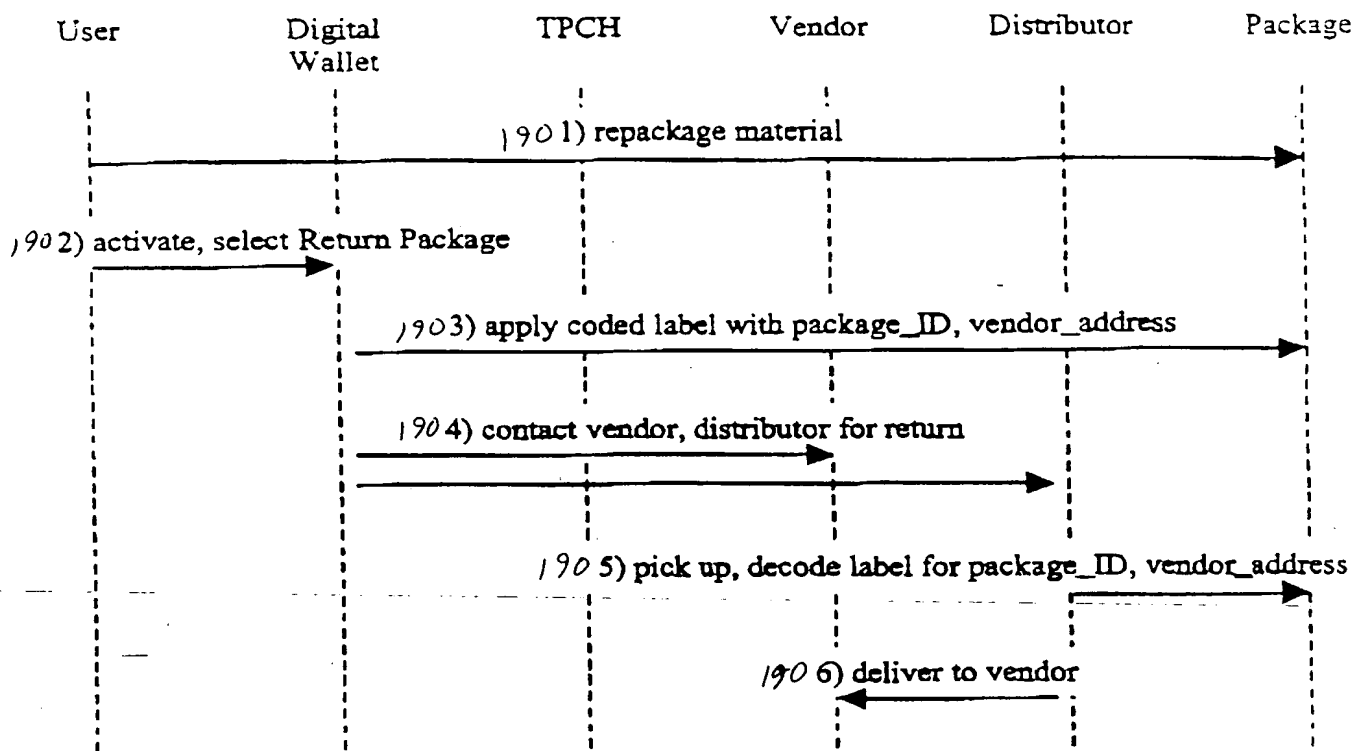 User Digital Wallet TPCH Vendor Distributor Package
1901) repackage material
1902) activate, select Return Package
1903) apply coded label with package_ID, vendor_address
1904) contact vendor, distributor for return
1905) pick up, decode label for package_ID, vendor_address
1906) deliver to vendor